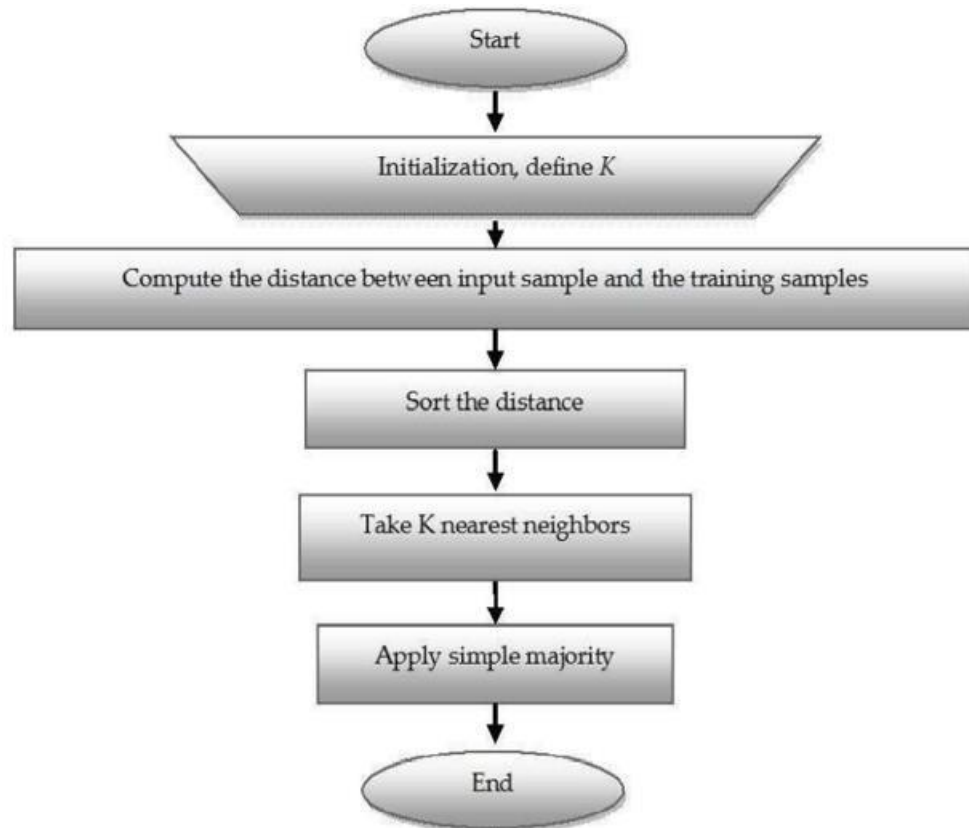 Start
Initialization, define K
Compute the distance between input sample and the training samples
Sort the distance
Take K nearest neighbors
Apply simple majority
End